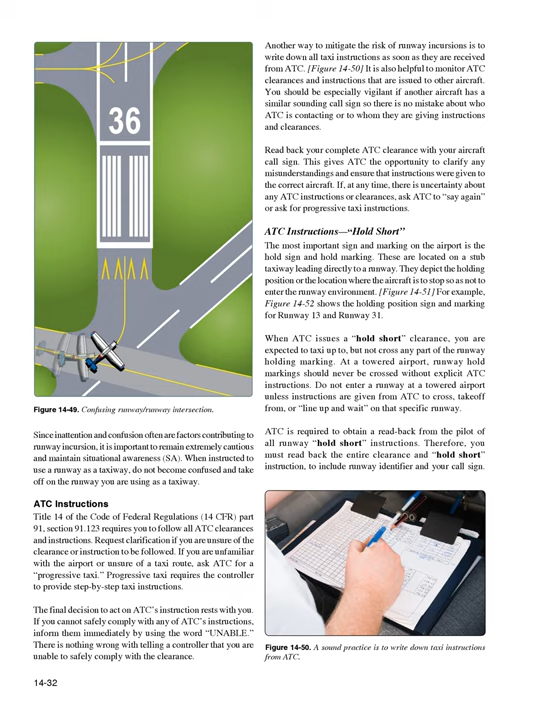 36
Figure 14-49. Confusing runway/runway intersection.
Since inattention and confusion often are factors contributing to
runway incursion, it is important to remain extremely cautious
and maintain situational awareness (SA). When instructed to
use a runway as a taxiway, do not become confused and take
off on the runway you are using as a taxiway.
ATC Instructions
Title 14 of the Code of Federal Regulations (14 CFR) part
91, section 91.123 requires you to follow all ATC clearances
and instructions. Request clarification if you are unsure of the
clearance or instruction to be followed. If you are unfamiliar
with the airport or unsure of a taxi route, ask ATC for a
“progressive taxi.” Progressive taxi requires the controller
to provide step-by-step taxi instructions.
The final decision to act on ATC’s instruction rests with you.
If you cannot safely comply with any of ATC’s instructions,
inform them immediately by using the word “UNABLE.”
There is nothing wrong with telling a controller that you are
unable to safely comply with the clearance.
Another way to mitigate the risk of runway incursions is to
write down all taxi instructions as soon as they are received
from ATC. [Figure 14-50] It is also helpful to monitor ATC
clearances and instructions that are issued to other aircraft.
You should be especially vigilant if another aircraft has a
similar sounding call sign so there is no mistake about who
ATC is contacting or to whom they are giving instructions
and clearances.
Read back your complete ATC clearance with your aircraft
call sign. This gives ATC the opportunity to clarify any
misunderstandings and ensure that instructions were given to
the correct aircraft. If, at any time, there is uncertainty about
any ATC instructions or clearances, ask ATC to “say again”
or ask for progressive taxi instructions.
ATC Instructions—“Hold Short”
The most important sign and marking on the airport is the
hold sign and hold marking. These are located on a stub
taxiway leading directly to a runway. They depict the holding
position or the location where the aircraft is to stop so as not to
enter the runway environment. [Figure 14-51] For example,
Figure 14-52 shows the holding position sign and marking
for Runway 13 and Runway 31.
When ATC issues a “hold short” clearance, you are
expected to taxi up to, but not cross any part of the runway
holding marking. At a towered airport, runway hold
markings should never be crossed without explicit ATC
instructions. Do not enter a runway at a towered airport
unless instructions are given from ATC to cross, takeoff
from, or “line up and wait” on that specific runway.
ATC is required to obtain a read-back from the pilot of
all runway “hold short” instructions. Therefore, you
must read back the entire clearance and “hold short”
instruction, to include runway identifier and your call sign.
Figure 14-50. A sound practice is to write down taxi instructions
from ATC.
14-32